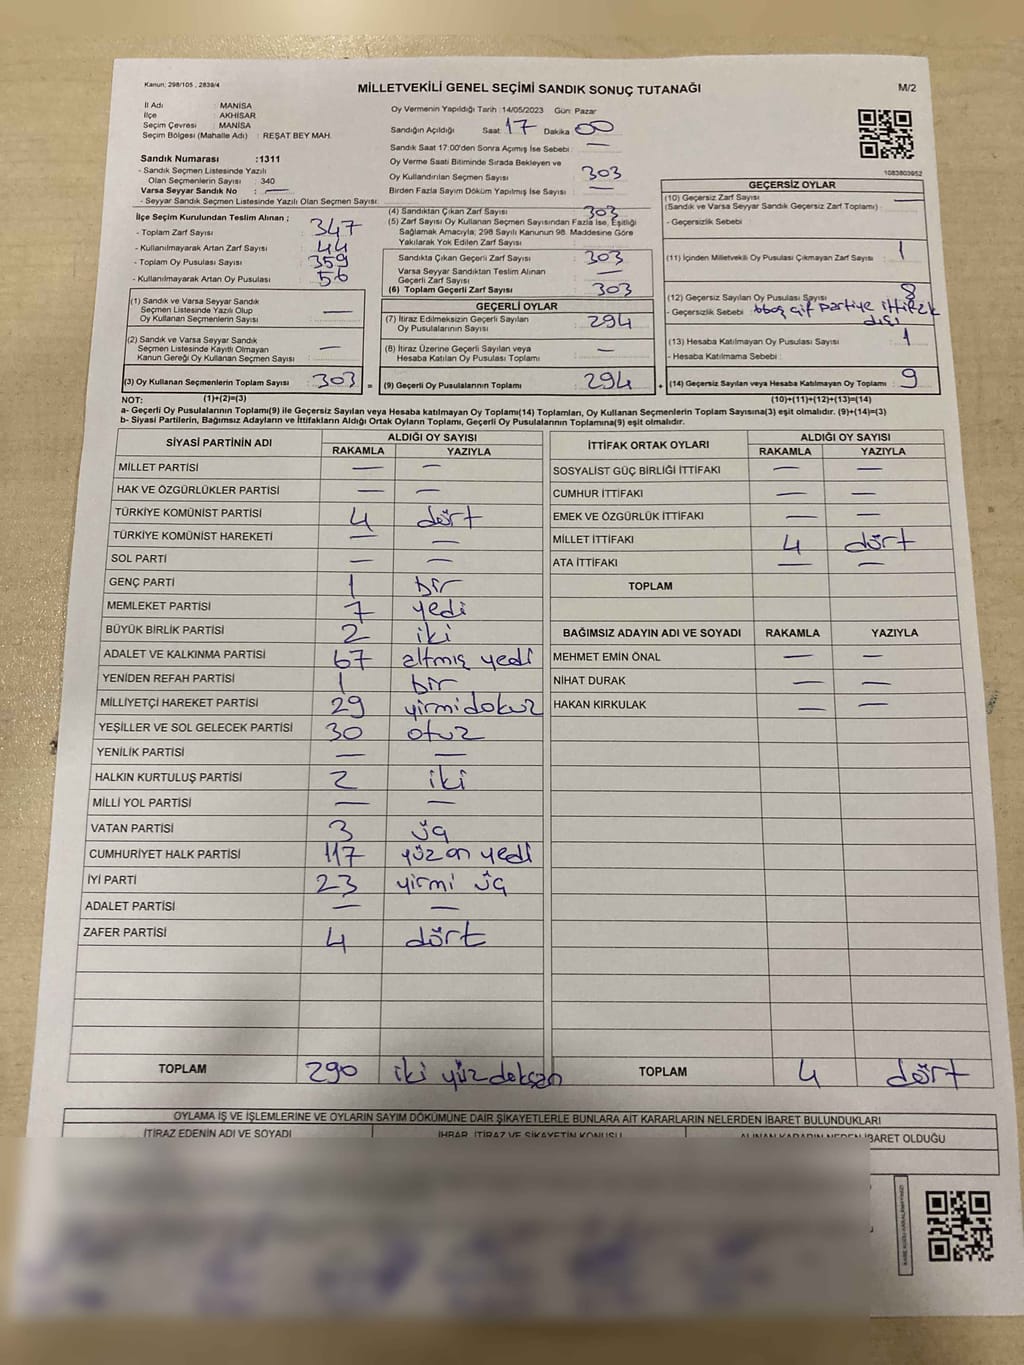 Kanun: 298/105 , 2839/4
MİLLETVEKİLİ GENEL SEÇİMİ SANDIK SONUÇ TUTANAĞI
M/2
İl Adı : MANİSA
İlçe : AKHİSAR
Seçim Çevresi : MANİSA
Seçim Bölgesi (Mahalle Adı) : REŞAT BEY MAH.
Sandık Numarası :1311
- Sandık Seçmen Listesinde Yazılı
Olan Seçmenlerin Sayısı : 340
Varsa Seyyar Sandık No : —
- Seyyar Sandık Seçmen Listesinde Yazılı Olan Seçmen Sayısı:
Oy Vermenin Yapıldığı Tarih :14/05/2023 Gün: Pazar
Sandığın Açıldığı Saat 17 Dakika 00
Sandık Saat 17:00'den Sonra Açılmış İse Sebebi : —
Oy Verme Saati Bitiminde Sırada Bekleyen ve
Oy Kullandırılan Seçmen Sayısı : 303
Birden Fazla Sayım Döküm Yapılmış İse Sayısı : —
1083803952
İlçe Seçim Kurulundan Teslim Alınan ;
- Toplam Zarf Sayısı : 347
- Kullanılmayarak Artan Zarf Sayısı : 44
- Toplam Oy Pusulası Sayısı : 359
- Kullanılmayarak Artan Oy Pusulası : 56
(4) Sandıktan Çıkan Zarf Sayısı : 303
(5) Zarf Sayısı Oy Kullanan Seçmen Sayısından Fazla İse, Eşitliği
Sağlamak Amacıyla; 298 Sayılı Kanunun 98. Maddesine Göre
Yakılarak Yok Edilen Zarf Sayısı :
Sandıkta Çıkan Geçerli Zarf Sayısı : 303
Varsa Seyyar Sandıktan Teslim Alınan
Geçerli Zarf Sayısı : —
(6) Toplam Geçerli Zarf Sayısı : 303
GEÇERSİZ OYLAR
(10) Geçersiz Zarf Sayısı —
(Sandık ve Varsa Seyyar Sandık Geçersiz Zarf Toplamı) :
- Geçersizlik Sebebi :
(11) İçinden Milletvekili Oy Pusulası Çıkmayan Zarf Sayısı : 1
(12) Geçersiz Sayılan Oy Pusulası Sayısı : 8
- Geçersizlik Sebebi : boş çift partiye ittifak
dışı
(13) Hesaba Katılmayan Oy Pusulası Sayısı : 1
- Hesaba Katılmama Sebebi :
(14) Geçersiz Sayılan veya Hesaba Katılmayan Oy Toplamı : 9
(1) Sandık ve Varsa Seyyar Sandık
Seçmen Listesinde Yazılı Olup
Oy Kullanan Seçmenlerin Sayısı : —
(2) Sandık ve Varsa Seyyar Sandık
Seçmen Listesinde Kayıtlı Olmayan
Kanun Gereği Oy Kullanan Seçmen Sayısı : —
(3) Oy Kullanan Seçmenlerin Toplam Sayısı : 303 =
GEÇERLİ OYLAR
(7) İtiraz Edilmeksizin Geçerli Sayılan
Oy Pusulalarının Sayısı : 294
(8) İtiraz Üzerine Geçerli Sayılan veya
Hesaba Katılan Oy Pusulası Toplamı : —
(9) Geçerli Oy Pusulalarının Toplamı : 294 +
NOT: (1)+(2)=(3) (10)+(11)+(12)+(13)=(14)
a- Geçerli Oy Pusulalarının Toplamı(9) ile Geçersiz Sayılan veya Hesaba katılmayan Oy Toplamı(14) Toplamları, Oy Kullanan Seçmenlerin Toplam Sayısına(3) eşit olmalıdır. (9)+(14)=(3)
b- Siyasi Partilerin, Bağımsız Adayların ve İttifakların Aldığı Ortak Oyların Toplamı, Geçerli Oy Pusulalarının Toplamına(9) eşit olmalıdır.
SİYASİ PARTİNİN ADI ALDIĞI OY SAYISI
RAKAMLA YAZIYLA
MİLLET PARTİSİ — —
HAK VE ÖZGÜRLÜKLER PARTİSİ — —
TÜRKİYE KOMÜNİST PARTİSİ 4 dört
TÜRKİYE KOMÜNİST HAREKETİ — —
SOL PARTİ — —
GENÇ PARTİ 1 bir
MEMLEKET PARTİSİ 7 yedi
BÜYÜK BİRLİK PARTİSİ 2 iki
ADALET VE KALKINMA PARTİSİ 67 altmış yedi
YENİDEN REFAH PARTİSİ 1 bir
MİLLİYETÇİ HAREKET PARTİSİ 29 yirmidokuz
YEŞİLLER VE SOL GELECEK PARTİSİ 30 otuz
YENİLİK PARTİSİ — —
HALKIN KURTULUŞ PARTİSİ 2 iki
MİLLİ YOL PARTİSİ — —
VATAN PARTİSİ 3 üç
CUMHURİYET HALK PARTİSİ 117 yüz on yedi
İYİ PARTİ 23 yirmi üç
ADALET PARTİSİ — —
ZAFER PARTİSİ 4 dört
TOPLAM 290 iki yüz doksan
İTTİFAK ORTAK OYLARI ALDIĞI OY SAYISI
RAKAMLA YAZIYLA
SOSYALİST GÜÇ BİRLİĞİ İTTİFAKI — —
CUMHUR İTTİFAKI — —
EMEK VE ÖZGÜRLÜK İTTİFAKI — —
MİLLET İTTİFAKI 4 dört
ATA İTTİFAKI — —
TOPLAM
BAĞIMSIZ ADAYIN ADI VE SOYADI RAKAMLA YAZIYLA
MEHMET EMİN ÖNAL — —
NİHAT DURAK — —
HAKAN KIRKULAK — —
TOPLAM 4 dört
OYLAMA İŞ VE İŞLEMLERİNE VE OYLARIN SAYIM DÖKÜMÜNE DAİR ŞİKAYETLERLE BUNLARA AİT KARARLARIN NELERDEN İBARET BULUNDUKLARI
İTİRAZ EDENİN ADI VE SOYADI İHBAR, İTİRAZ VE ŞİKAYETİN KONUSU ALINAN KARARIN NEDEN İBARET OLDUĞU